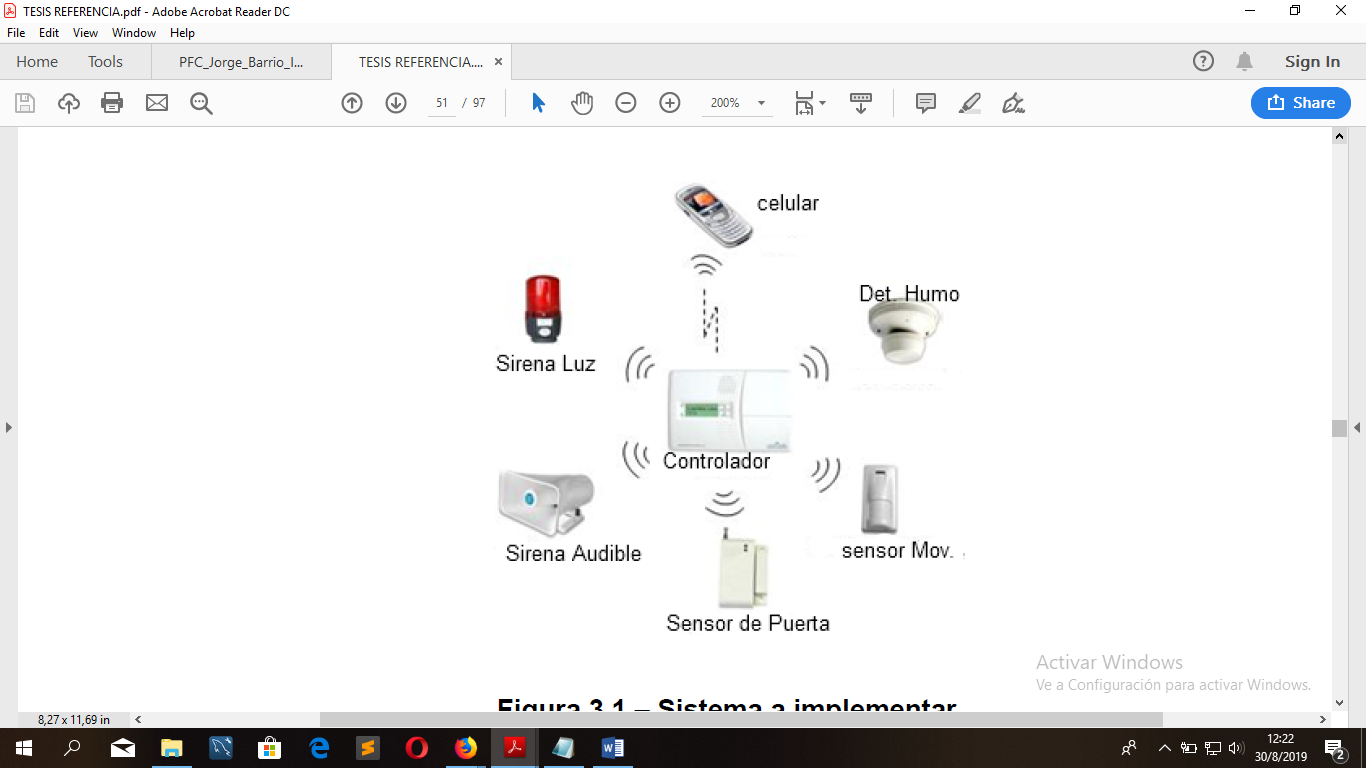 TESIS REFERENCIA.pdf - Adobe Acrobat Reader DC
File Edit View Window Help
Home Tools PFC_Jorge_Barrio_I... TESIS REFERENCIA.... × Sign In
51 / 97 200% Share
celular
Det. Humo
Sirena Luz
Controlador
Sirena Audible
sensor Mov.
Sensor de Puerta
Activar Windows
Ve a Configuración para activar Windows.
Figura 3.1 – Sistema a implementar
8,27 x 11,69 in
12:22
30/8/2019
2